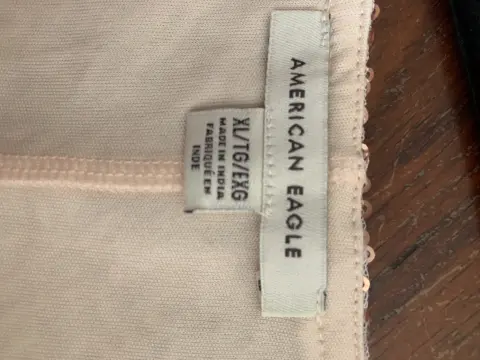 AMERICAN EAGLE
XL/TG/EXG
MADE IN INDIA
FABRIQUÉ EN
INDE